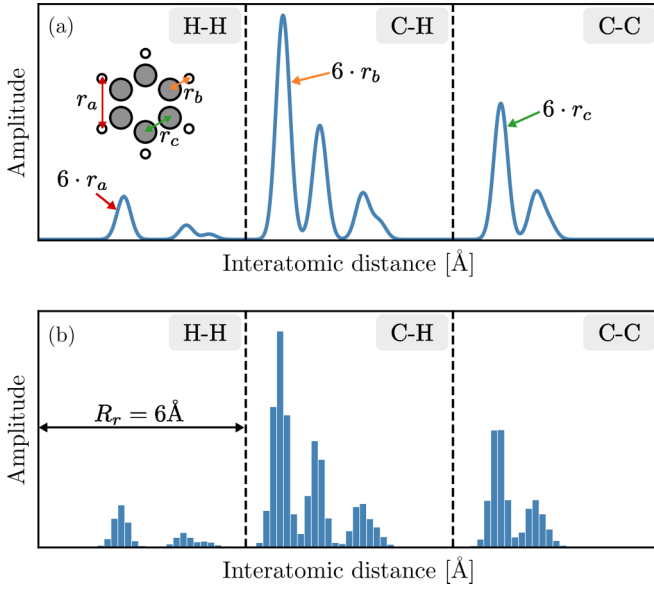 (a)
H-H
C-H
C-C
Amplitude
r_a
r_b
r_c
6 · r_a
6 · r_b
6 · r_c
Interatomic distance [Å]
(b)
H-H
C-H
C-C
Amplitude
R_r = 6Å
Interatomic distance [Å]